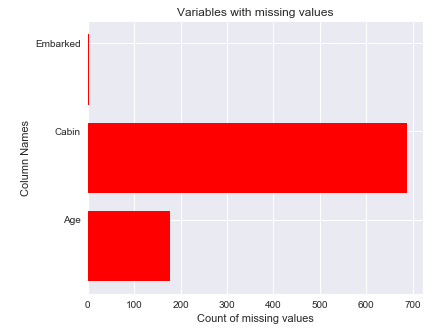 Variables with missing values
Embarked
Cabin
Age
Column Names
0 100 200 300 400 500 600 700
Count of missing values